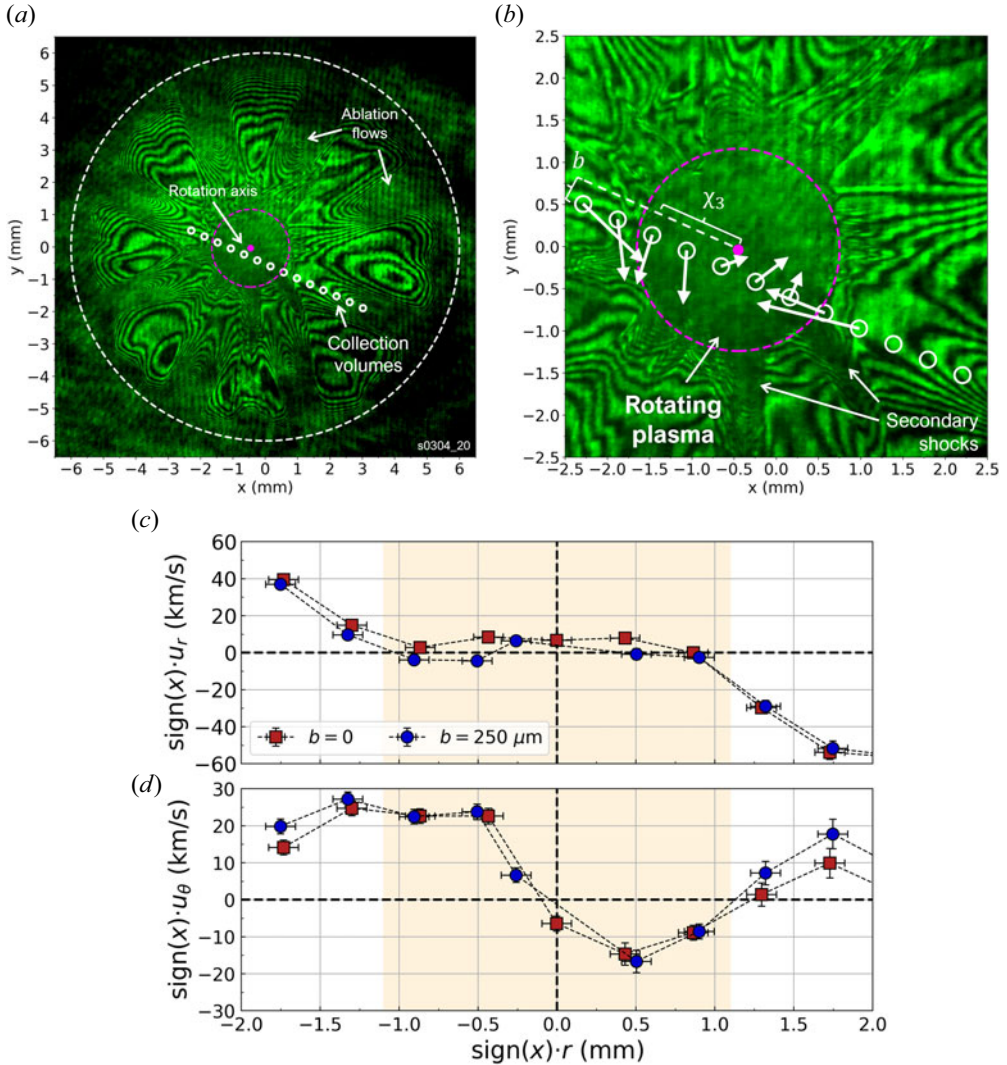 (a)
(b)
6
5
4
3
2
1
0
−1
−2
−3
−4
−5
−6
y (mm)
Ablation
flows
Rotation axis
Collection
volumes
s0304_20
−6 −5 −4 −3 −2 −1 0 1 2 3 4 5 6
x (mm)
2.5
2.0
1.5
1.0
0.5
0.0
−0.5
−1.0
−1.5
−2.0
−2.5
y (mm)
b
χ3
Rotating
plasma
Secondary
shocks
−2.5 −2.0 −1.5 −1.0 −0.5 0.0 0.5 1.0 1.5 2.0 2.5
x (mm)
(c)
60
40
20
0
−20
−40
−60
sign(x)·u_r (km/s)
b = 0
b = 250 μm
(d)
30
20
10
0
−10
−20
−30
sign(x)·u_θ (km/s)
−2.0 −1.5 −1.0 −0.5 0.0 0.5 1.0 1.5 2.0
sign(x)·r (mm)